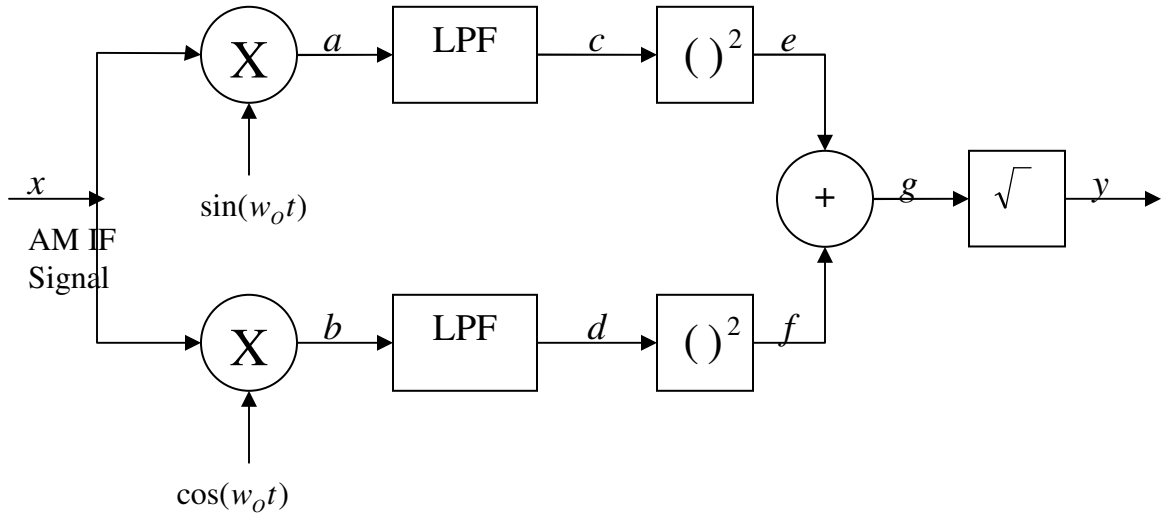 X
a
LPF
c
( )²
e
sin(wₒt)
x
AM IF
Signal
+
g
√
y
X
b
LPF
d
( )²
f
cos(wₒt)